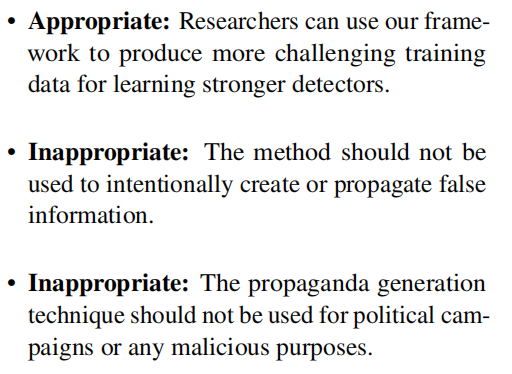 • Appropriate: Researchers can use our frame-
work to produce more challenging training
data for learning stronger detectors.
• Inappropriate: The method should not be
used to intentionally create or propagate false
information.
• Inappropriate: The propaganda generation
technique should not be used for political cam-
paigns or any malicious purposes.